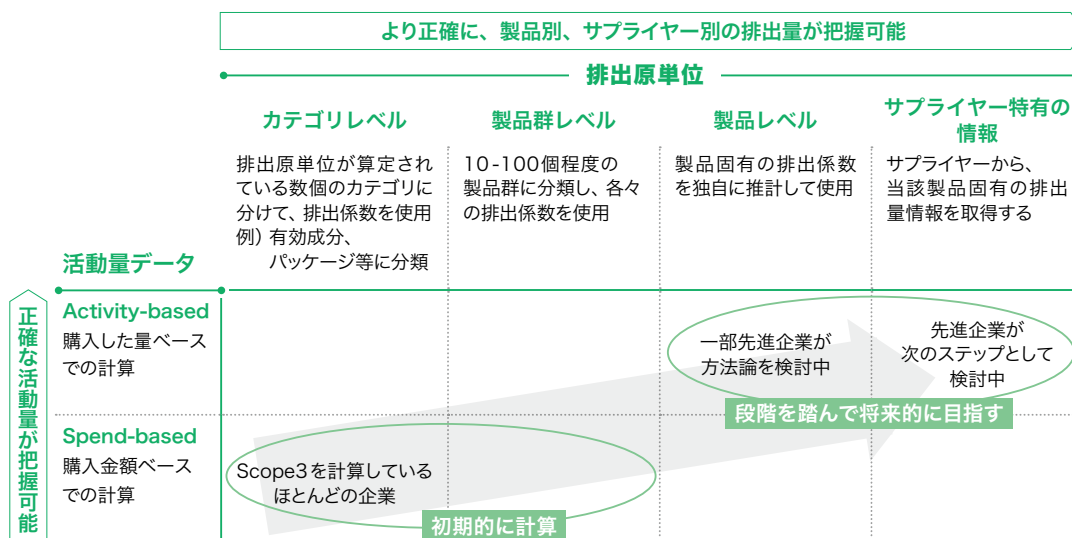 より正確に、製品別、サプライヤー別の排出量が把握可能
排出原単位
カテゴリレベル
排出原単位が算定され
ている数個のカテゴリに
分けて、排出係数を使用
例）有効成分、
パッケージ等に分類
製品群レベル
10-100個程度の
製品群に分類し、各々
の排出係数を使用
製品レベル
製品固有の排出係数
を独自に推計して使用
サプライヤー特有の
情報
サプライヤーから、
当該製品固有の排出
量情報を取得する
活動量データ
正確な活動量が把握可能
Activity-based
購入した量ベース
での計算
一部先進企業が
方法論を検討中
先進企業が
次のステップとして
検討中
段階を踏んで将来的に目指す
Spend-based
購入金額ベース
での計算
Scope3を計算している
ほとんどの企業
初期的に計算